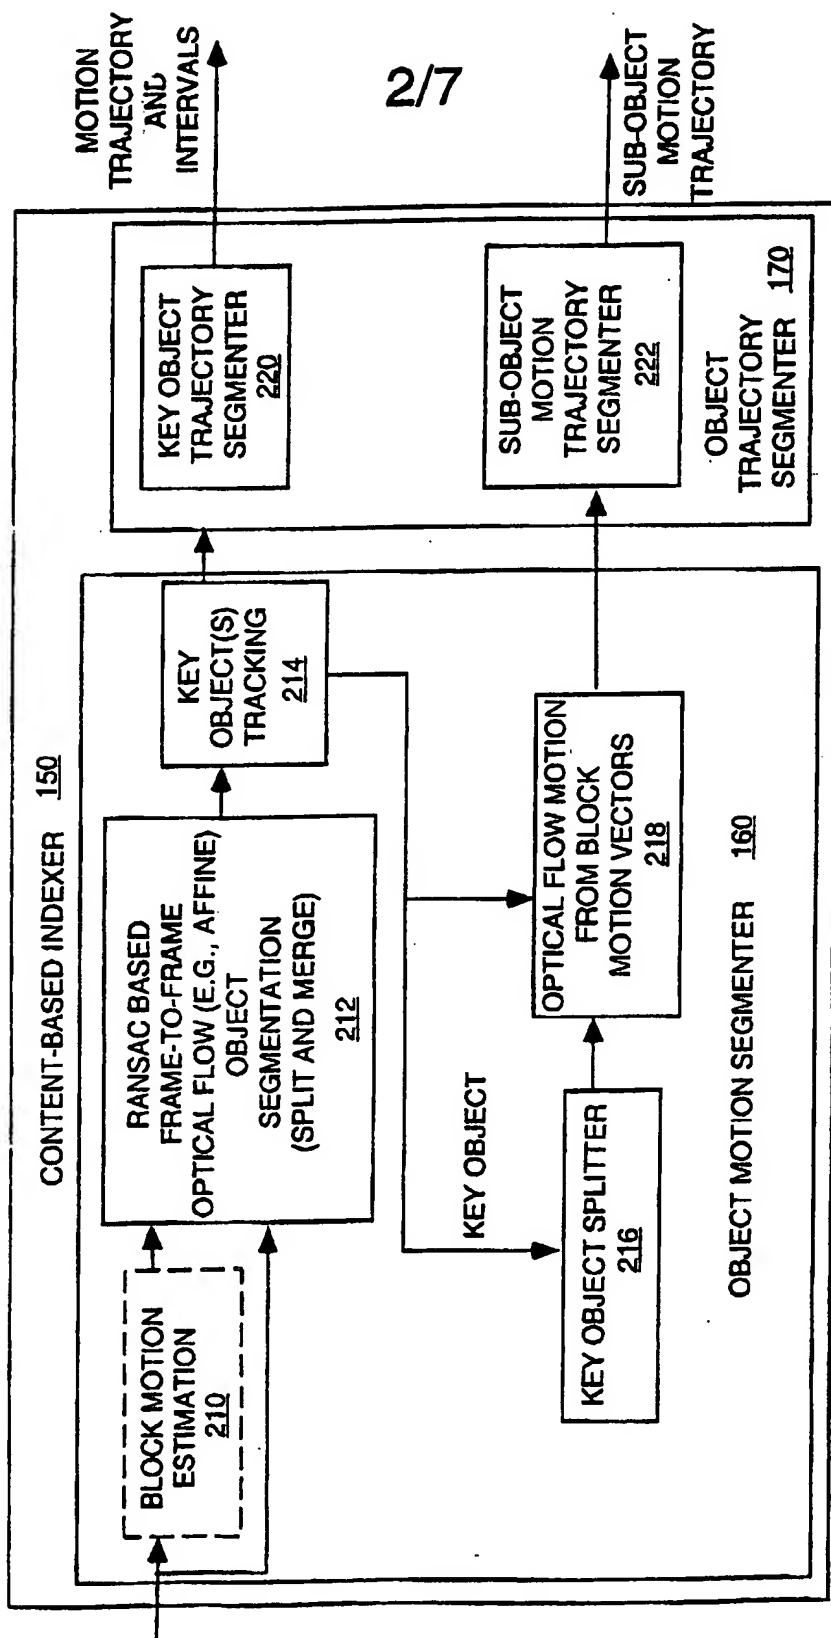 2/7
CONTENT-BASED INDEXER 150
BLOCK MOTION
ESTIMATION
210
RANSAC BASED
FRAME-TO-FRAME
OPTICAL FLOW (E.G., AFFINE)
OBJECT
SEGMENTATION
(SPLIT AND MERGE)
212
KEY
OBJECT(S)
TRACKING
214
KEY OBJECT
KEY OBJECT SPLITTER
216
OPTICAL FLOW MOTION
FROM BLOCK
MOTION VECTORS
218
OBJECT MOTION SEGMENTER 160
KEY OBJECT
TRAJECTORY
SEGMENTER
220
SUB-OBJECT
MOTION
TRAJECTORY
SEGMENTER
222
OBJECT
TRAJECTORY
SEGMENTER 170
MOTION
TRAJECTORY
AND
INTERVALS
SUB-OBJECT
MOTION
TRAJECTORY